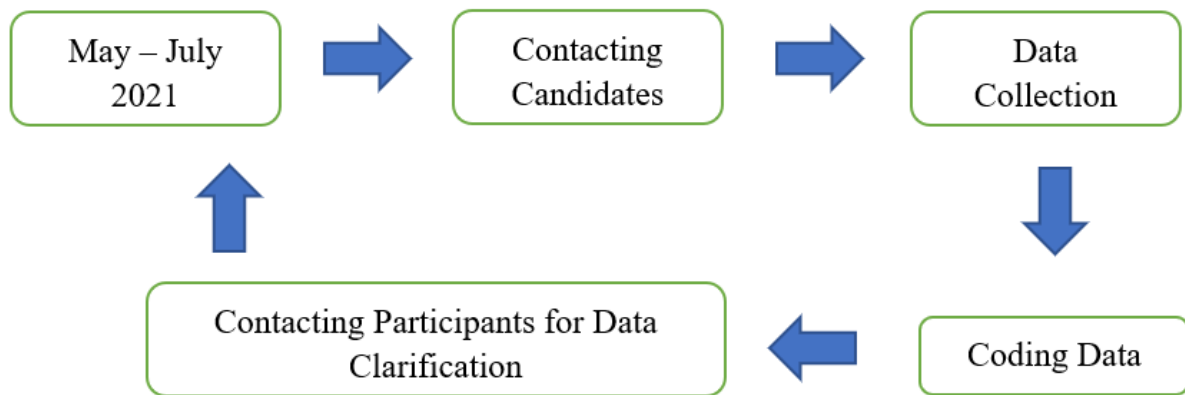 May – July
2021
Contacting
Candidates
Data
Collection
Contacting Participants for Data
Clarification
Coding Data